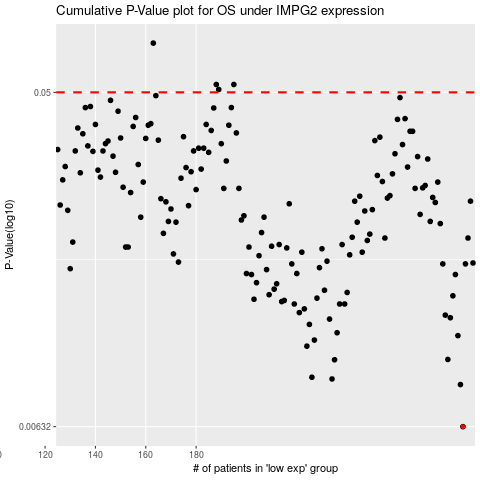 Cumulative P-Value plot for OS under IMPG2 expression
0.05
P-Value(log10)
0.00632
0 120 140 160 180
# of patients in 'low exp' group